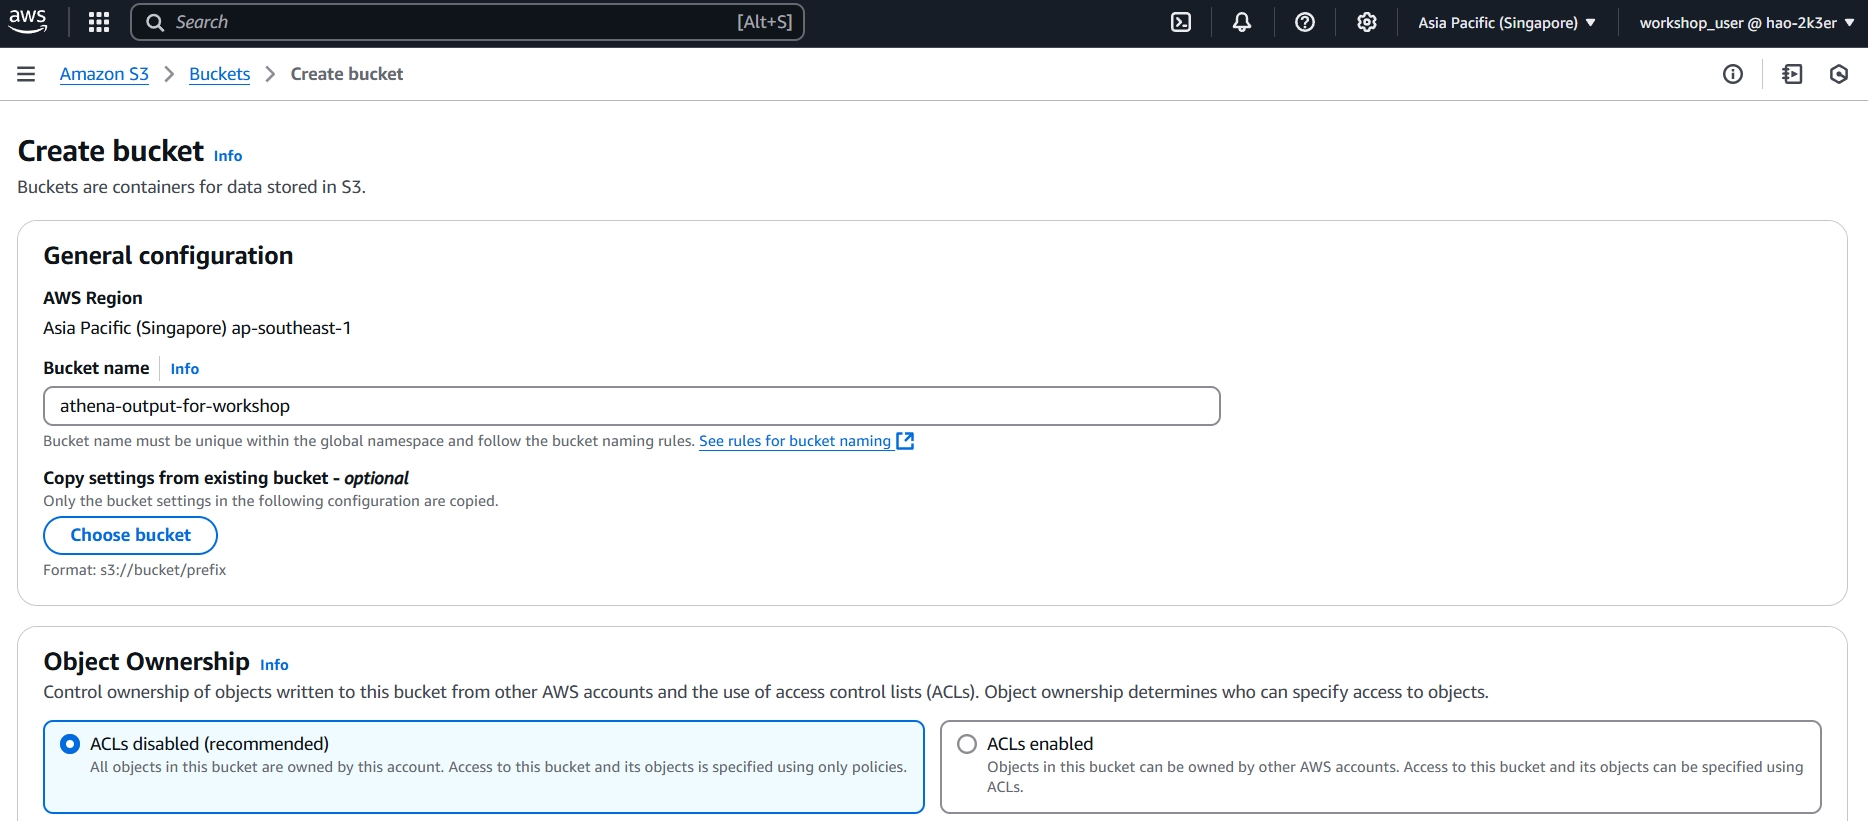 aws
Search [Alt+S]
Asia Pacific (Singapore)
workshop_user @ hao-2k3er
Amazon S3
Buckets
Create bucket
Create bucket Info
Buckets are containers for data stored in S3.
General configuration
AWS Region
Asia Pacific (Singapore) ap-southeast-1
Bucket name Info
athena-output-for-workshop
Bucket name must be unique within the global namespace and follow the bucket naming rules. See rules for bucket naming
Copy settings from existing bucket - optional
Only the bucket settings in the following configuration are copied.
Choose bucket
Format: s3://bucket/prefix
Object Ownership Info
Control ownership of objects written to this bucket from other AWS accounts and the use of access control lists (ACLs). Object ownership determines who can specify access to objects.
ACLs disabled (recommended)
All objects in this bucket are owned by this account. Access to this bucket and its objects is specified using only policies.
ACLs enabled
Objects in this bucket can be owned by other AWS accounts. Access to this bucket and its objects can be specified using
ACLs.